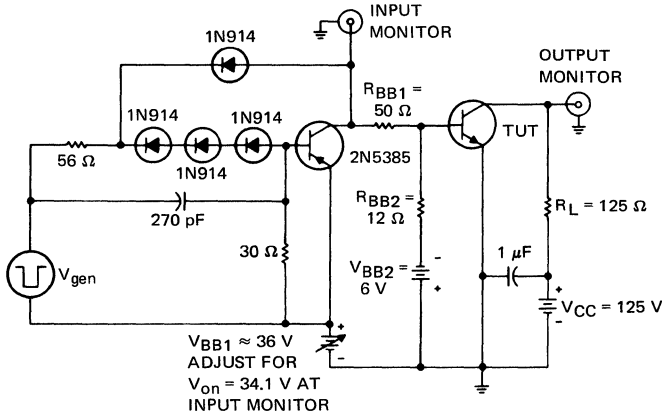 INPUT
MONITOR
1N914
OUTPUT
MONITOR
RBB1 =
50 Ω
1N914
1N914
TUT
56 Ω
1N914
2N5385
270 pF
RBB2 =
12 Ω
RL = 125 Ω
30 Ω
1 μF
Vgen
VBB2 =
6 V
-
+
+
-
VCC = 125 V
+
-
VBB1 ≈ 36 V
ADJUST FOR
Von = 34.1 V AT
INPUT MONITOR